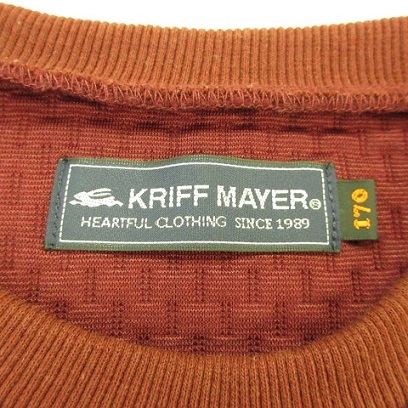 KRIFF MAYER®
HEARTFUL CLOTHING SINCE 1989
170